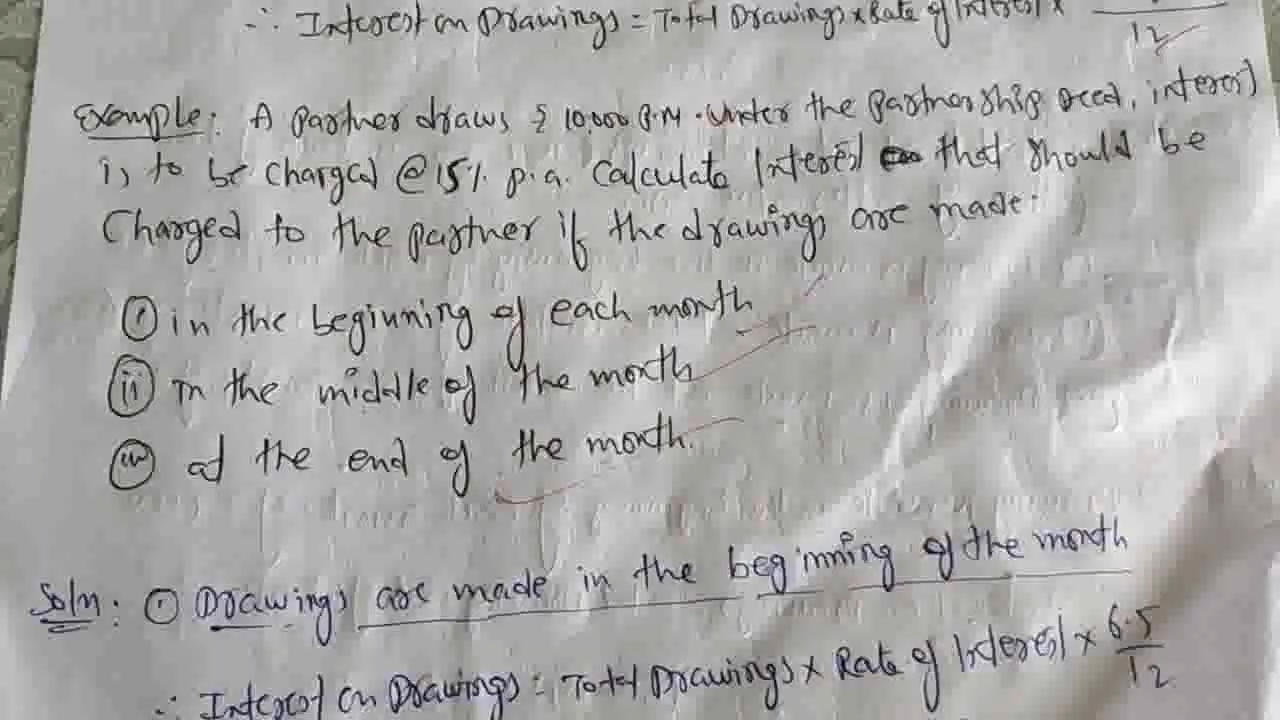 ∴ Interest on Drawings = Total Drawings x Rate of Interest x /12
Example: A partner draws ₹ 10,000 P.M. Under the partnership deed, interest
is to be charged @ 15% p.a. Calculate Interest that should be
Charged to the partner if the drawings are made:
(i) in the beginning of each month
(ii) In the middle of the month
(iii) at the end of the month.
Soln: (i) Drawings are made in the beginning of the month
∴ Interest on Drawings = Total Drawings x Rate of Interest x 6.5/12